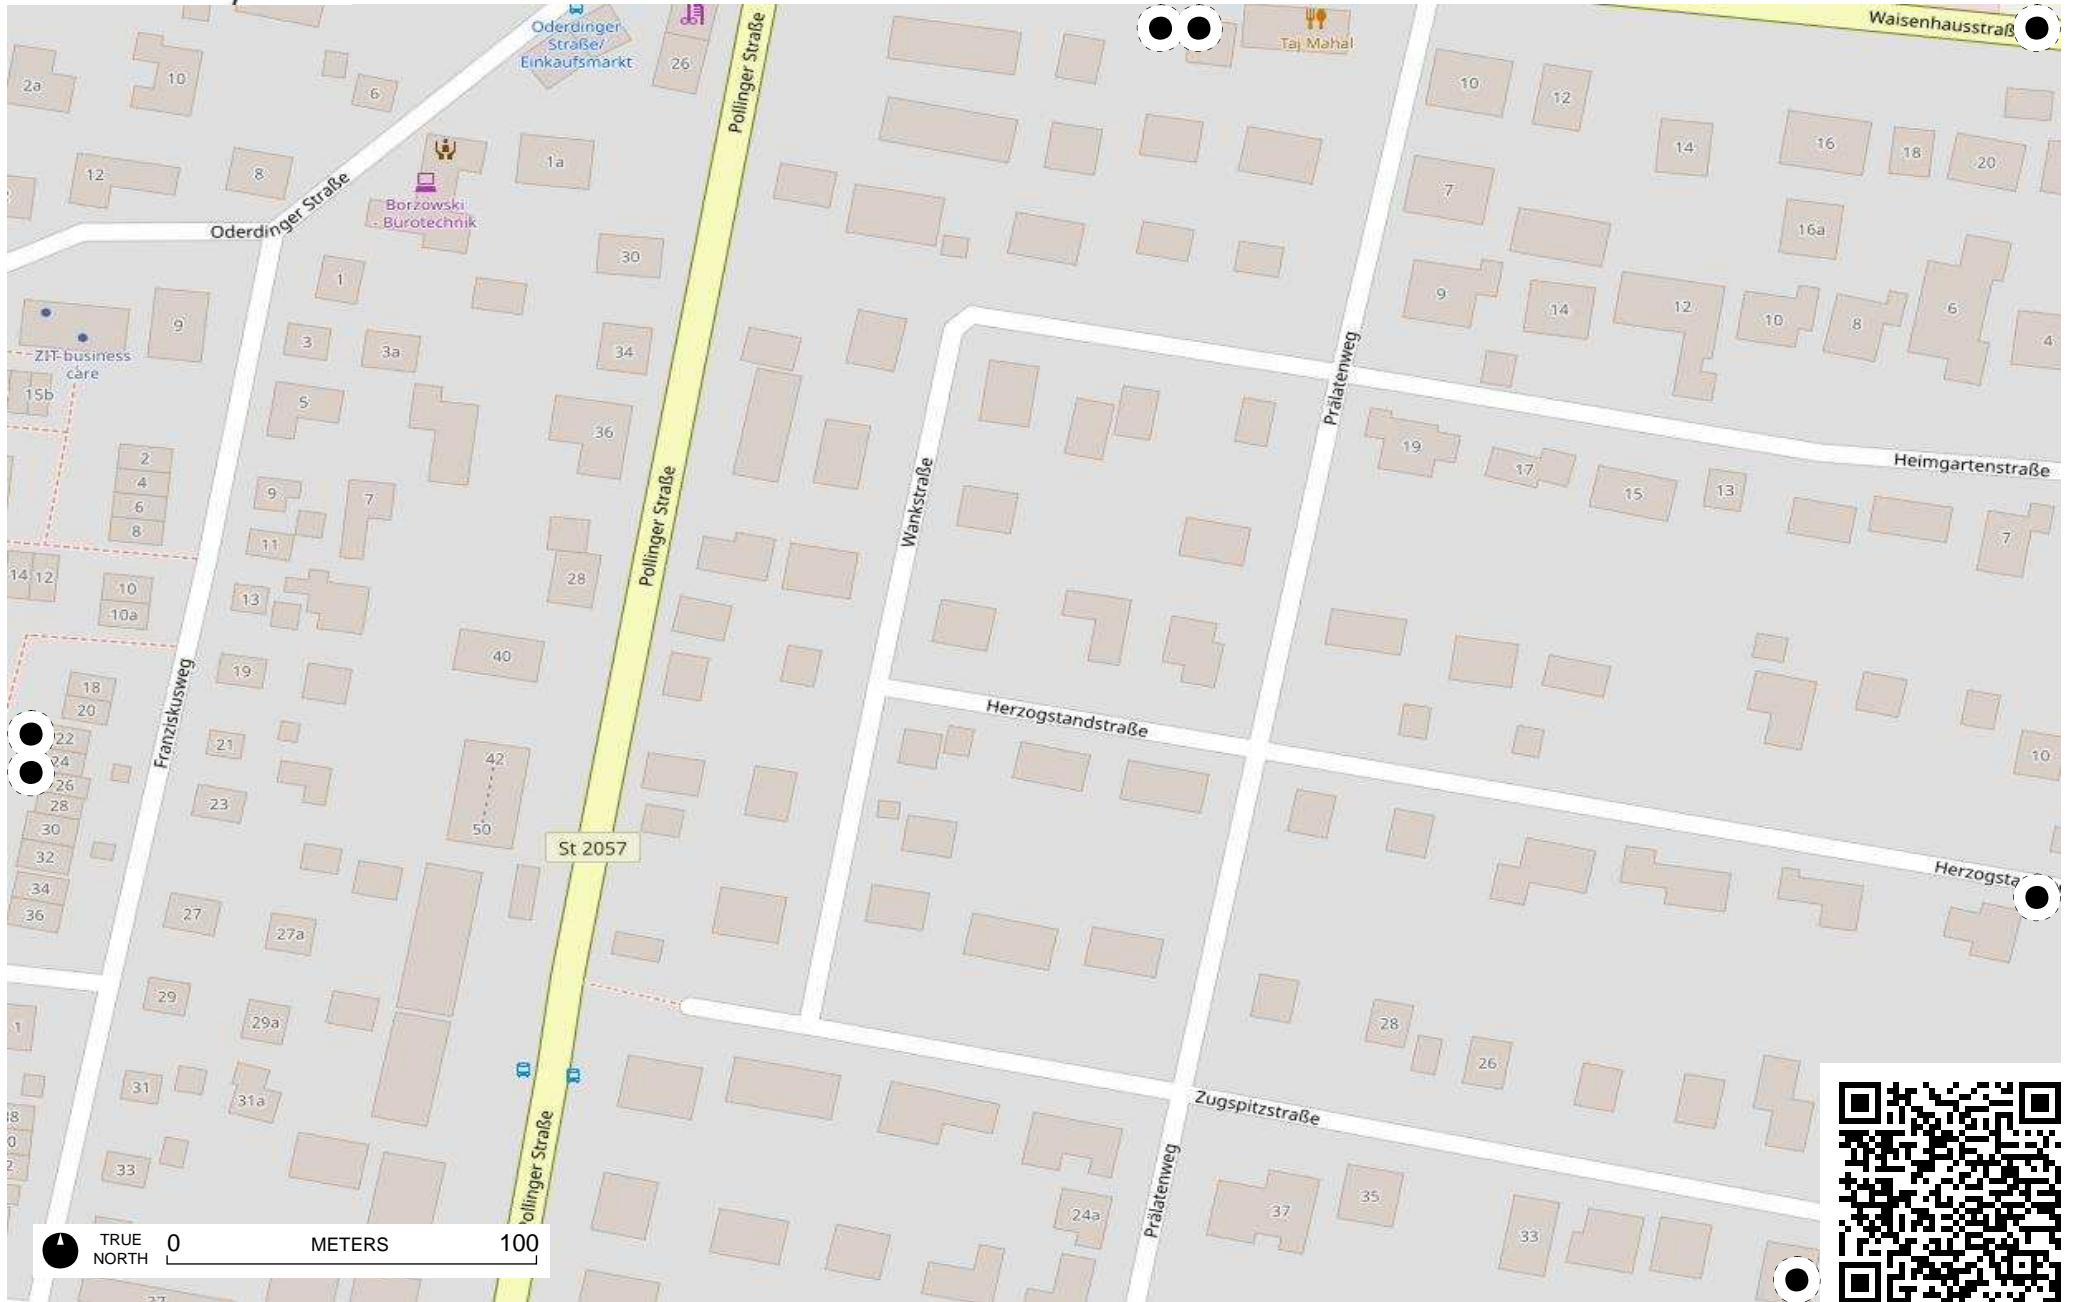 Oderdinger
Straße/
Einkaufsmarkt
26
Pollinger Straße
Taj Mahal
2a
10
6
10
12
14
16
18
20
12
8
1a
7
16a
Oderdinger Straße
Borzowski
- Bürotechnik
30
1
9
14
12
10
8
6
4
9
3
3a
34
ZIT-business
care
15b
5
36
Prälatenweg
19
17
15
13
7
Heimgartenstraße
2
4
6
8
9
7
11
Wankstraße
Pollinger Straße
14
12
10
10a
13
28
19
40
18
20
22
24
26
28
30
32
34
36
Franziskusweg
21
23
42
50
Herzogstandstraße
10
St 2057
27
27a
29
29a
28
26
1
31
31a
33
Pollinger Straße
Zugspitzstraße
Prälatenweg
24a
37
35
33
TRUE
NORTH
0 METERS 100
37